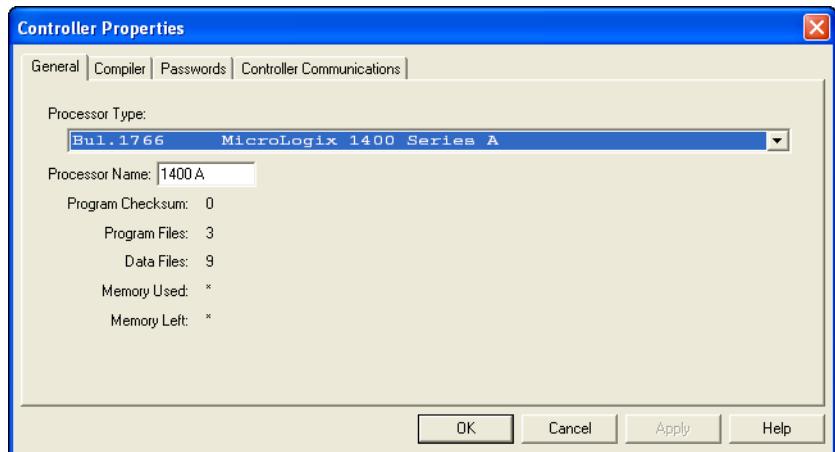 Controller Properties
General Compiler Passwords Controller Communications
Processor Type:
Bul.1766 MicroLogix 1400 Series A
Processor Name: 1400 A
Program Checksum: 0
Program Files: 3
Data Files: 9
Memory Used: *
Memory Left: *
OK Cancel Apply Help